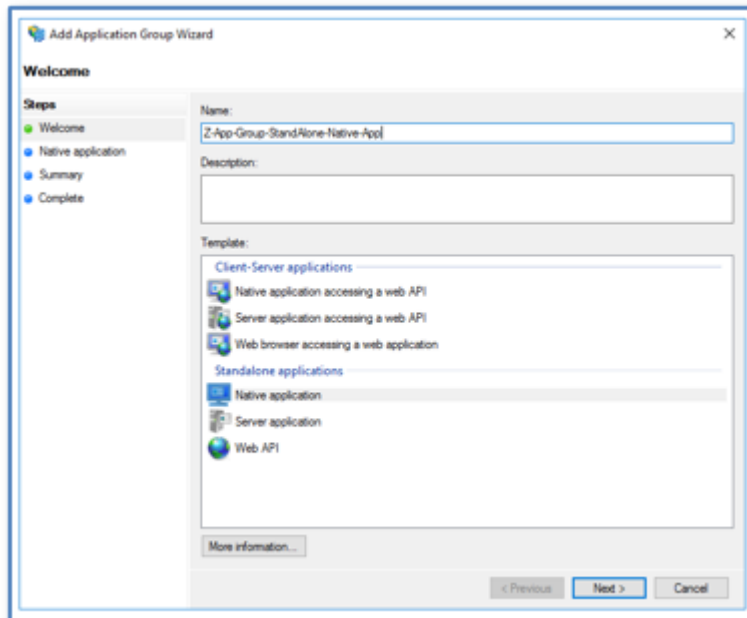 Add Application Group Wizard
Welcome
Steps
Welcome
Native application
Summary
Complete
Name:
Z-App-Group-StandAlone-Native-App
Description:
Template:
Client-Server applications
Native application accessing a web API
Server application accessing a web API
Web browser accessing a web application
Standalone applications
Native application
Server application
Web API
More information...
< Previous
Next >
Cancel